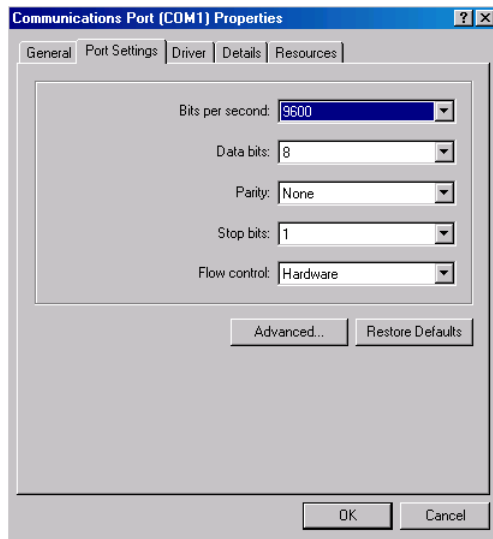 Communications Port (COM1) Properties
General Port Settings Driver Details Resources
Bits per second: 9600
Data bits: 8
Parity: None
Stop bits: 1
Flow control: Hardware
Advanced... Restore Defaults
OK Cancel